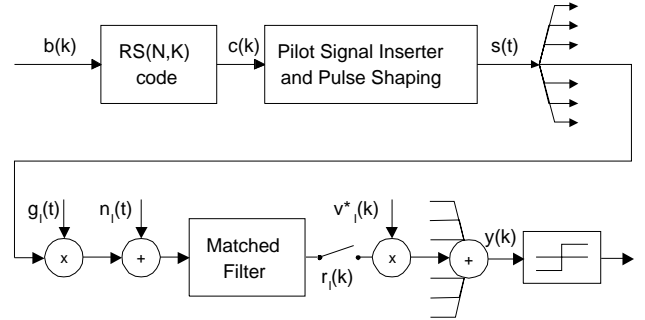 b(k)
RS(N,K)
code
c(k)
Pilot Signal Inserter
and Pulse Shaping
s(t)
g_l(t)
n_l(t)
v*_l(k)
x
+
Matched
Filter
r_l(k)
x
+
y(k)